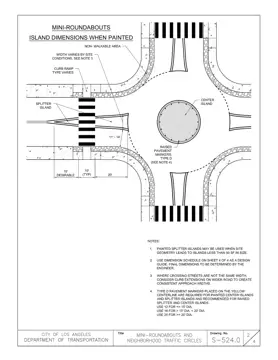 MINI-ROUNDABOUTS
ISLAND DIMENSIONS WHEN PAINTED
NON-WALKABLE AREA
WIDTH VARIES BY SITE
CONDITIONS, SEE NOTE 3
CURB RAMP
TYPE VARIES
SPLITTER
ISLAND
CENTER
ISLAND
RAISED
PAVEMENT
MARKERS
TYPE D
(SEE NOTE 4)
10'
DESIRABLE
10'
(TYP)
20'
NOTES:
1. PAINTED SPLITTER ISLANDS MAY BE USED WHEN SITE
GEOMETRY LEADS TO ISLANDS LESS THAN 50 SF IN SIZE.
2. USE DIMENSION SCHEDULE ON SHEET 4 OF 4 AS A DESIGN
GUIDE. FINAL DIMENSIONS TO BE DETERMINED BY THE
ENGINEER.
3. WHERE CROSSING STREETS ARE NOT THE SAME WIDTH,
CONSIDER CURB EXTENSIONS ON WIDER ROAD TO CREATE
CONSISTENT APPROACH WIDTHS.
4. TYPE D PAVEMENT MARKERS PLACED ON THE YELLOW
CENTERLINE ARE REQUIRED FOR PAINTED CENTER ISLANDS
AND SPLITTER ISLANDS AND RECOMMENDED FOR RAISED
SPLITTER AND CENTER ISLANDS.
CITY OF LOS ANGELES
DEPARTMENT OF TRANSPORTATION
Title
MINI-ROUNDABOUTS AND
NEIGHBORHOOD TRAFFIC CIRCLES
Drawing No.
S-524.0
2
4